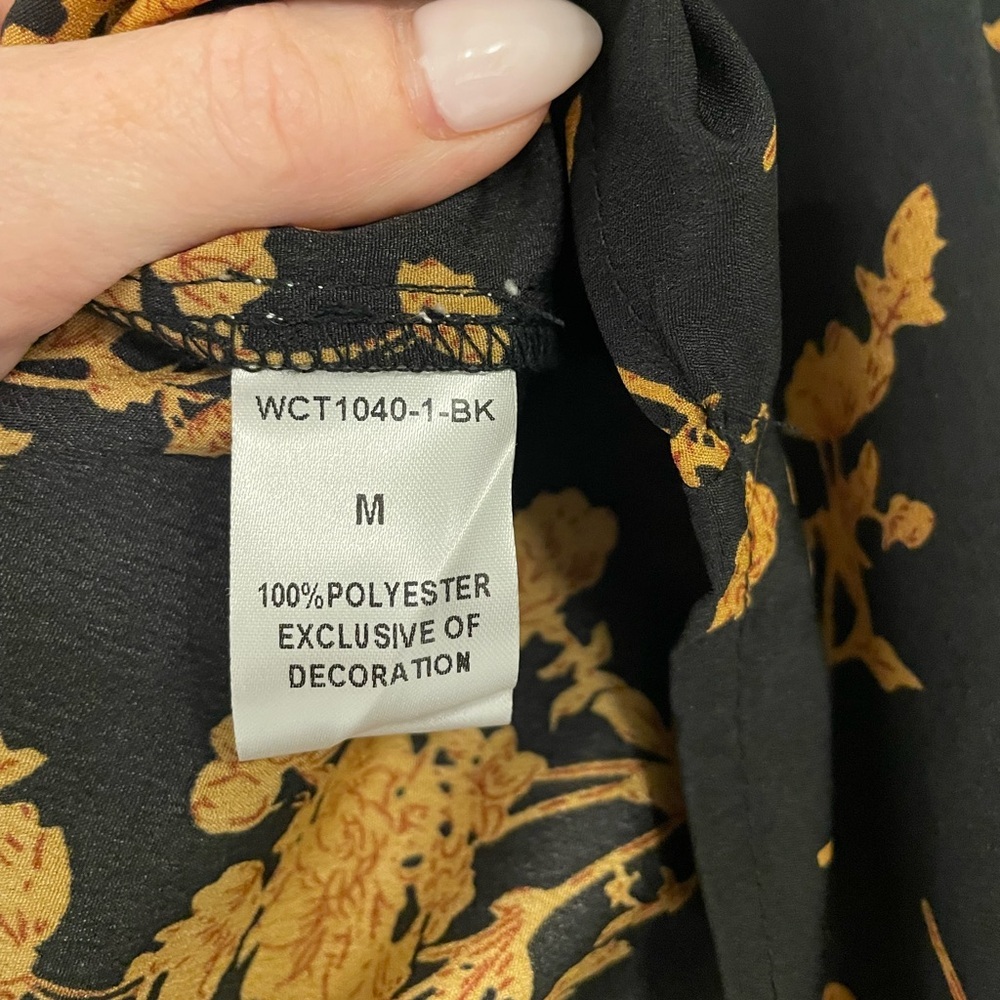 WCT1040-1-BK
M
100%POLYESTER
EXCLUSIVE OF
DECORATION